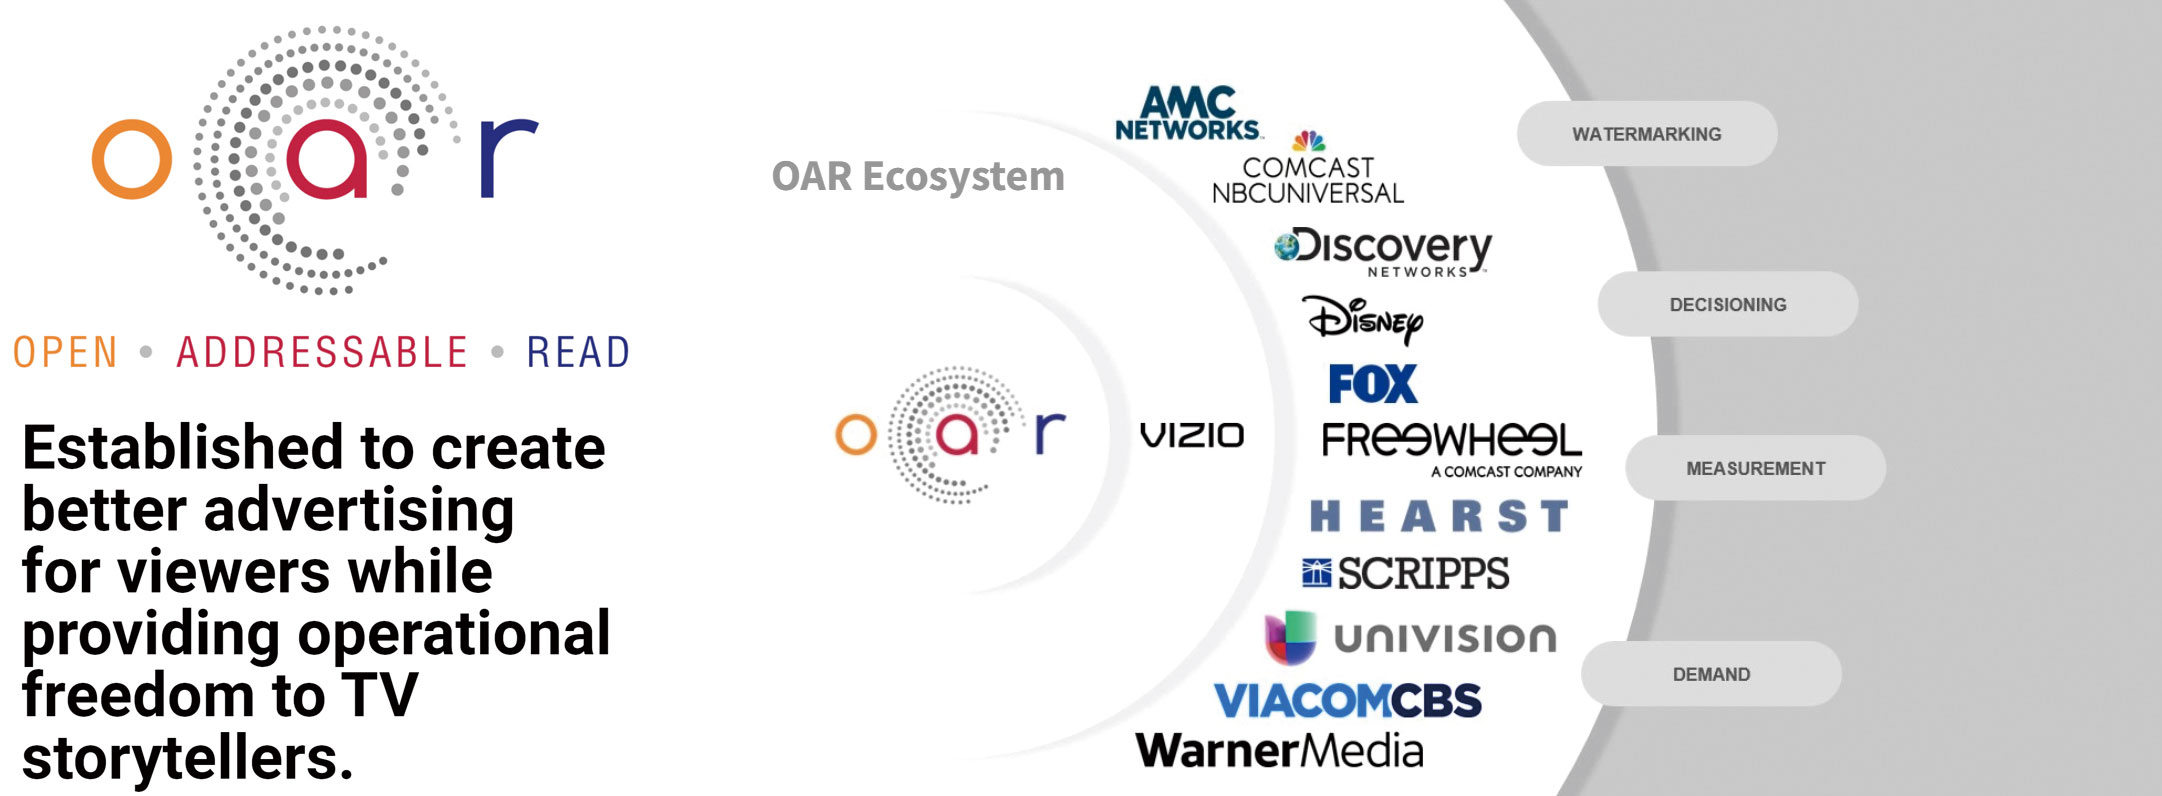 oar
OPEN • ADDRESSABLE • READ
Established to create
better advertising
for viewers while
providing operational
freedom to TV
storytellers.
OAR Ecosystem
oar
VIZIO
AMC
NETWORKS
COMCAST
NBCUNIVERSAL
DISCOVERY
NETWORKS
DISNEY
FOX
FREEWHEEL
A COMCAST COMPANY
HEARST
SCRIPPS
UNIVISION
VIACOMCBS
WarnerMedia
WATERMARKING
DECISIONING
MEASUREMENT
DEMAND